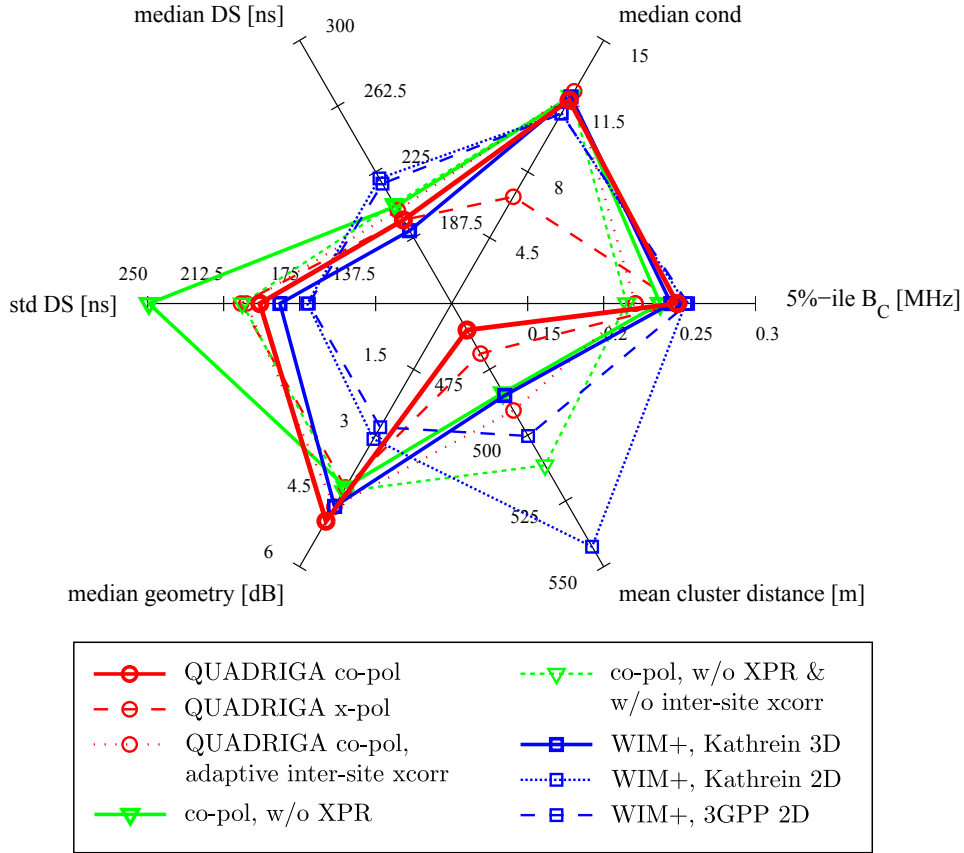 median DS [ns]
median cond
300
15
262.5
11.5
225
8
187.5
4.5
std DS [ns]
250
212.5
175
137.5
0.15
0.2
0.25
0.3
5%−ile B_C [MHz]
1.5
475
3
500
4.5
525
6
550
median geometry [dB]
mean cluster distance [m]
QUADRIGA co-pol
QUADRIGA x-pol
QUADRIGA co-pol,
adaptive inter-site xcorr
co-pol, w/o XPR
co-pol, w/o XPR &
w/o inter-site xcorr
WIM+, Kathrein 3D
WIM+, Kathrein 2D
WIM+, 3GPP 2D